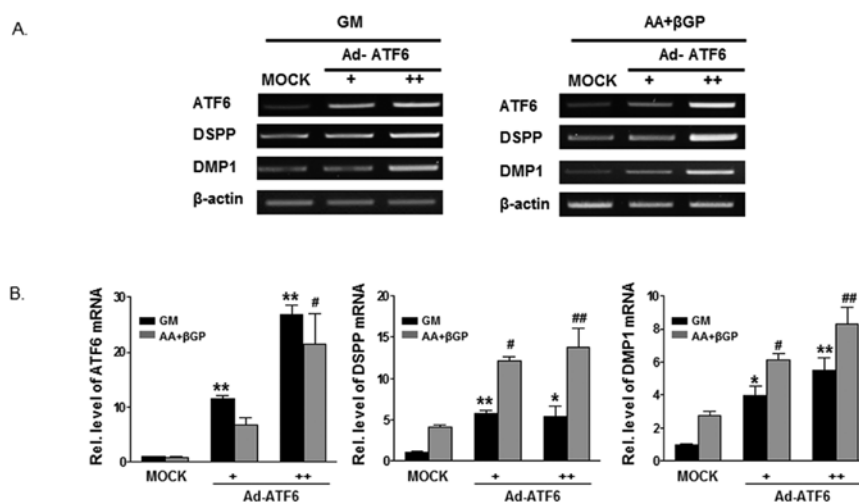 A.
GM
AA+βGP
Ad- ATF6
Ad- ATF6
MOCK + ++
MOCK + ++
ATF6
ATF6
DSPP
DSPP
DMP1
DMP1
β-actin
β-actin
B.
Rel. level of ATF6 mRNA
30
20
10
0
GM
AA+βGP
**
**
#
MOCK + ++
Ad-ATF6
Rel. level of DSPP mRNA
20
15
10
5
0
GM
AA+βGP
**
#
*
##
MOCK + ++
Ad-ATF6
Rel. level of DMP1 mRNA
10
8
6
4
2
0
GM
AA+βGP
*
#
**
##
MOCK + ++
Ad-ATF6